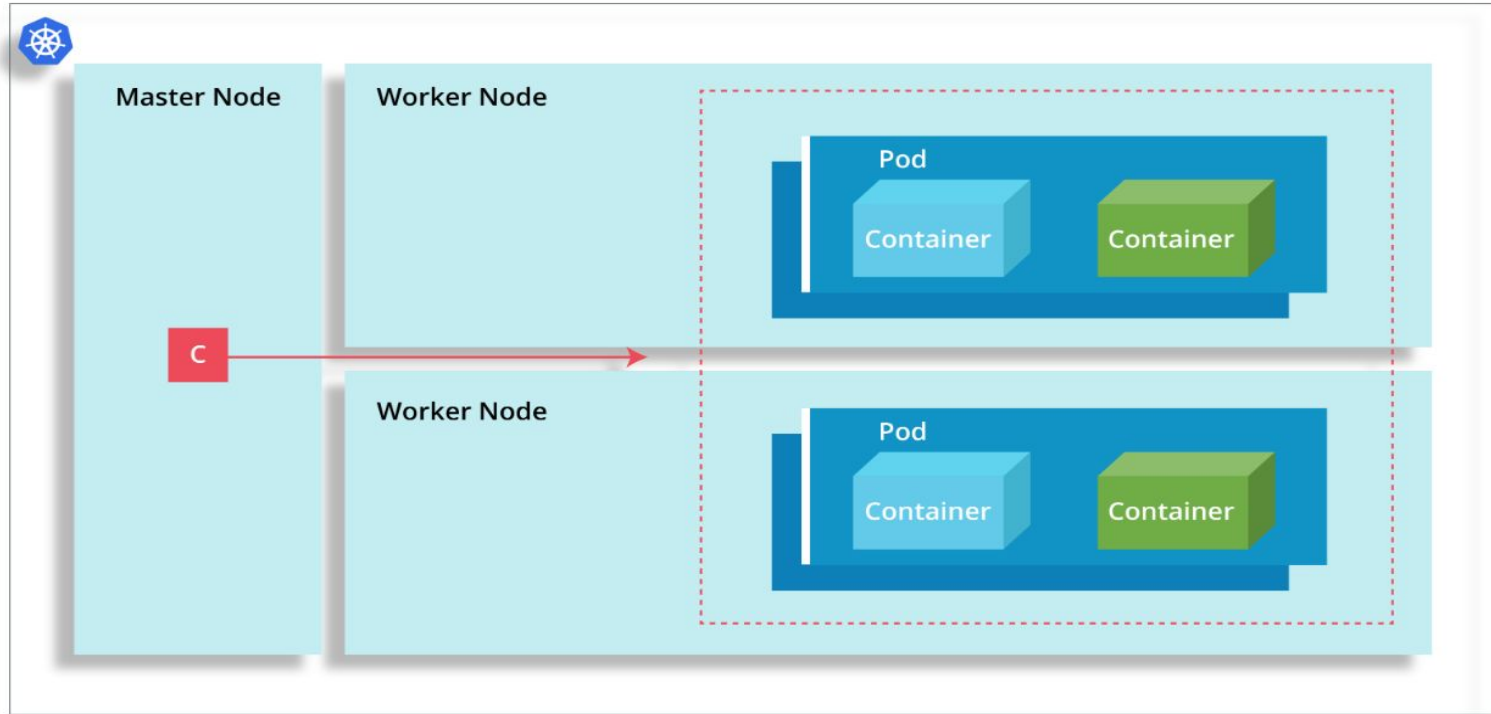 Master Node
Worker Node
Pod
Container
Container
C
Worker Node
Pod
Container
Container